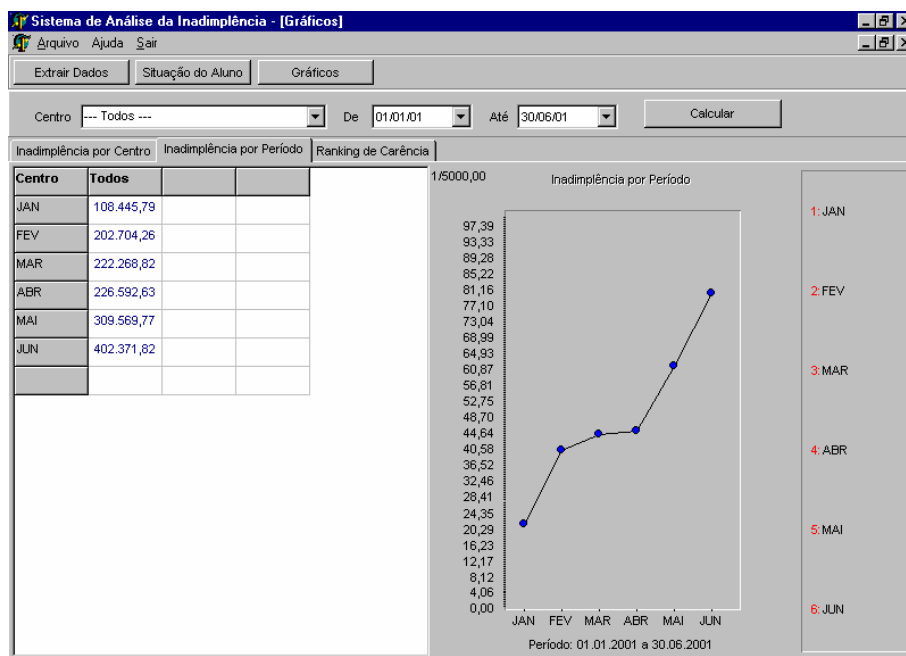 Sistema de Análise da Inadimplência - [Gráficos]
Arquivo Ajuda Sair
Extrair Dados Situação do Aluno Gráficos
Centro --- Todos --- De 01/01/01 Até 30/06/01 Calcular
Inadimplência por Centro Inadimplência por Período Ranking de Carência
Centro Todos
JAN 108.445,79
FEV 202.704,26
MAR 222.268,82
ABR 226.592,63
MAI 309.569,77
JUN 402.371,82
1/5000,00
Inadimplência por Período
97,39
93,33
89,28
85,22
81,16
77,10
73,04
68,99
64,93
60,87
56,81
52,75
48,70
44,64
40,58
36,52
32,46
28,41
24,35
20,29
16,23
12,17
8,12
4,06
0,00
JAN FEV MAR ABR MAI JUN
Período: 01.01.2001 a 30.06.2001
1: JAN
2: FEV
3: MAR
4: ABR
5: MAI
6: JUN